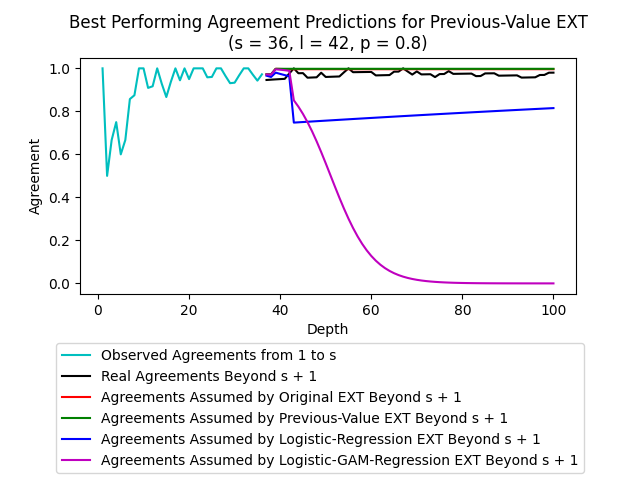 Best Performing Agreement Predictions for Previous-Value EXT
(s = 36, l = 42, p = 0.8)
1.0
0.8
0.6
0.4
0.2
0.0
Agreement
0 20 40 60 80 100
Depth
Observed Agreements from 1 to s
Real Agreements Beyond s + 1
Agreements Assumed by Original EXT Beyond s + 1
Agreements Assumed by Previous-Value EXT Beyond s + 1
Agreements Assumed by Logistic-Regression EXT Beyond s + 1
Agreements Assumed by Logistic-GAM-Regression EXT Beyond s + 1